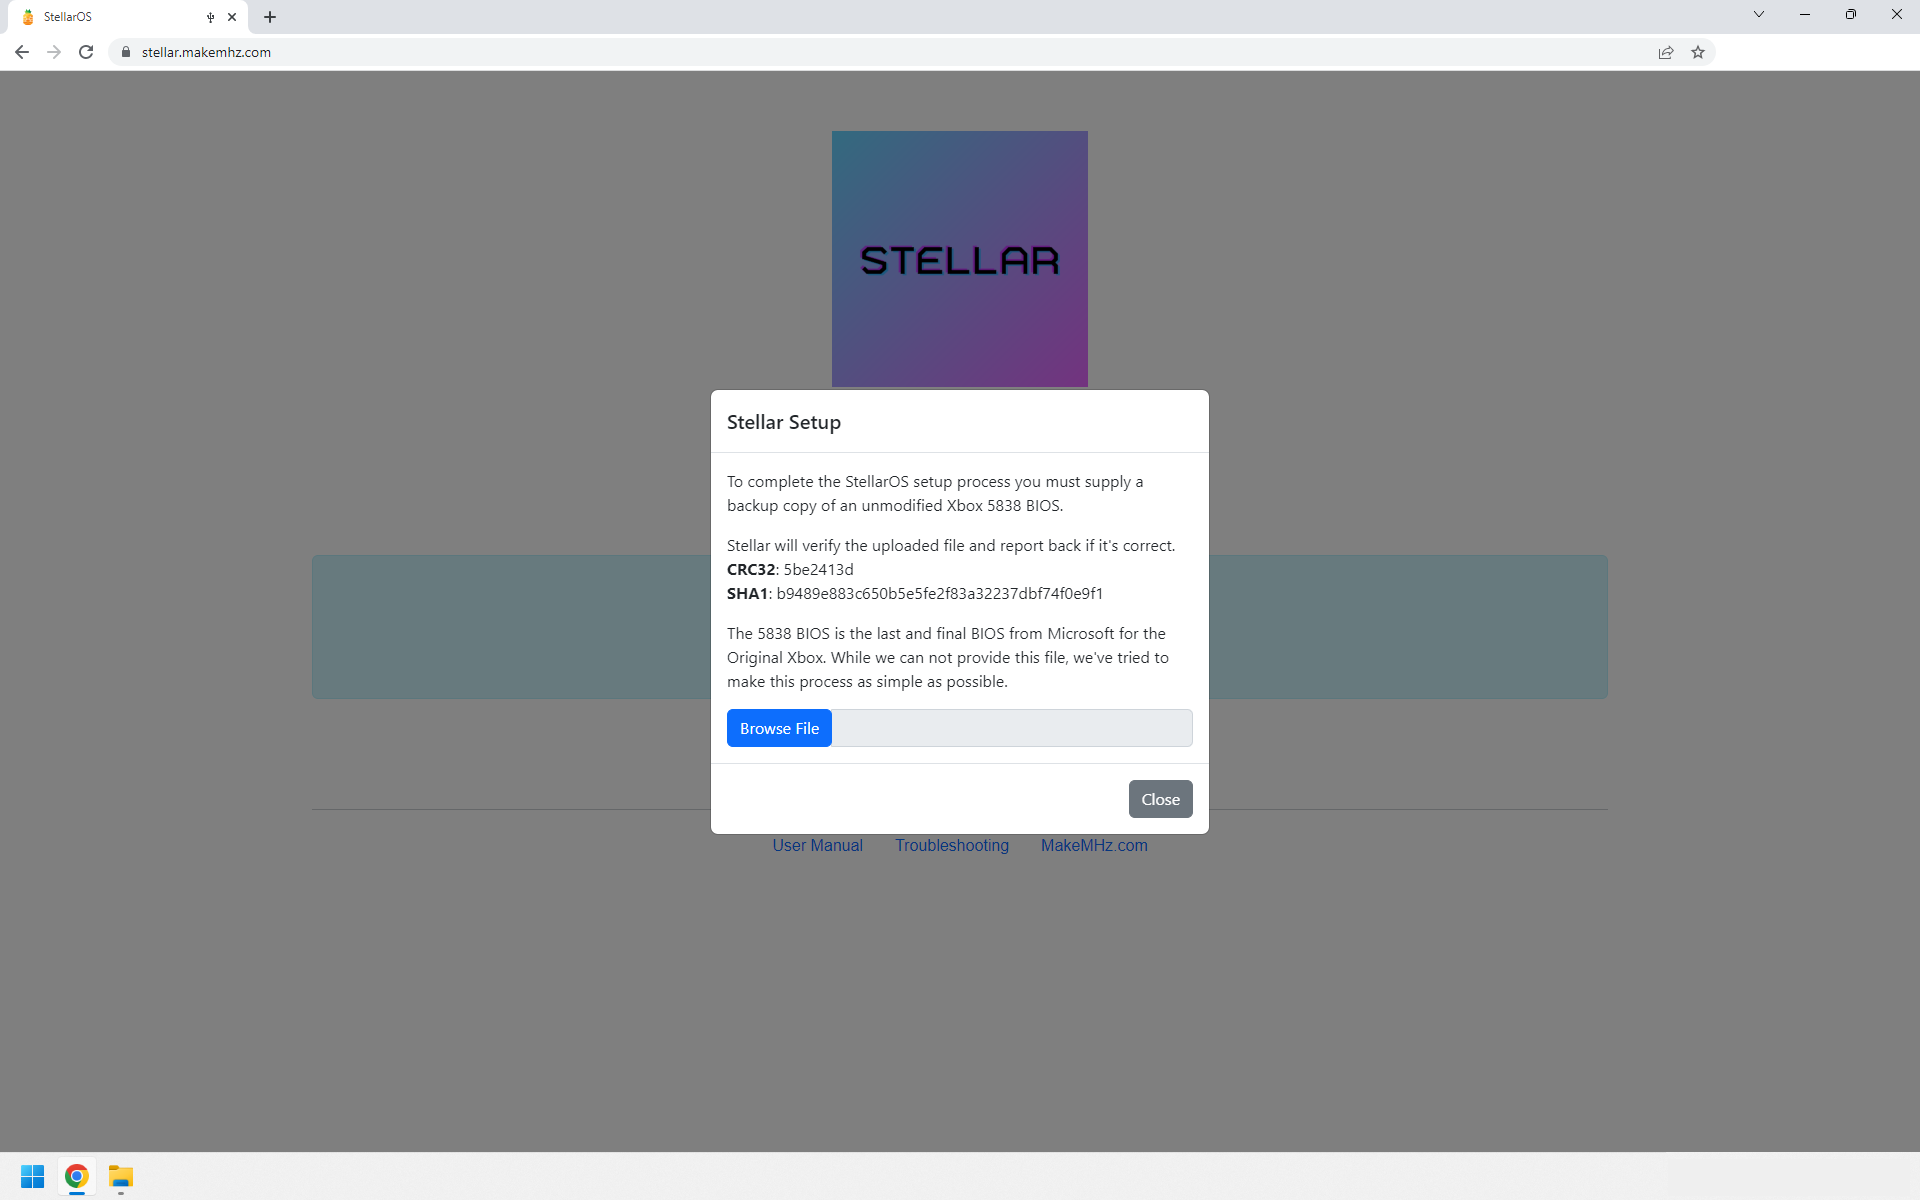 StellarOS
stellar.makemhz.com
STELLAR
Stellar Setup
To complete the StellarOS setup process you must supply a
backup copy of an unmodified Xbox 5838 BIOS.
Stellar will verify the uploaded file and report back if it's correct.
CRC32: 5be2413d
SHA1: b9489e883c650b5e5fe2f83a32237dbf74f0e9f1
The 5838 BIOS is the last and final BIOS from Microsoft for the
Original Xbox. While we can not provide this file, we've tried to
make this process as simple as possible.
Browse File
Close
User Manual Troubleshooting MakeMHz.com